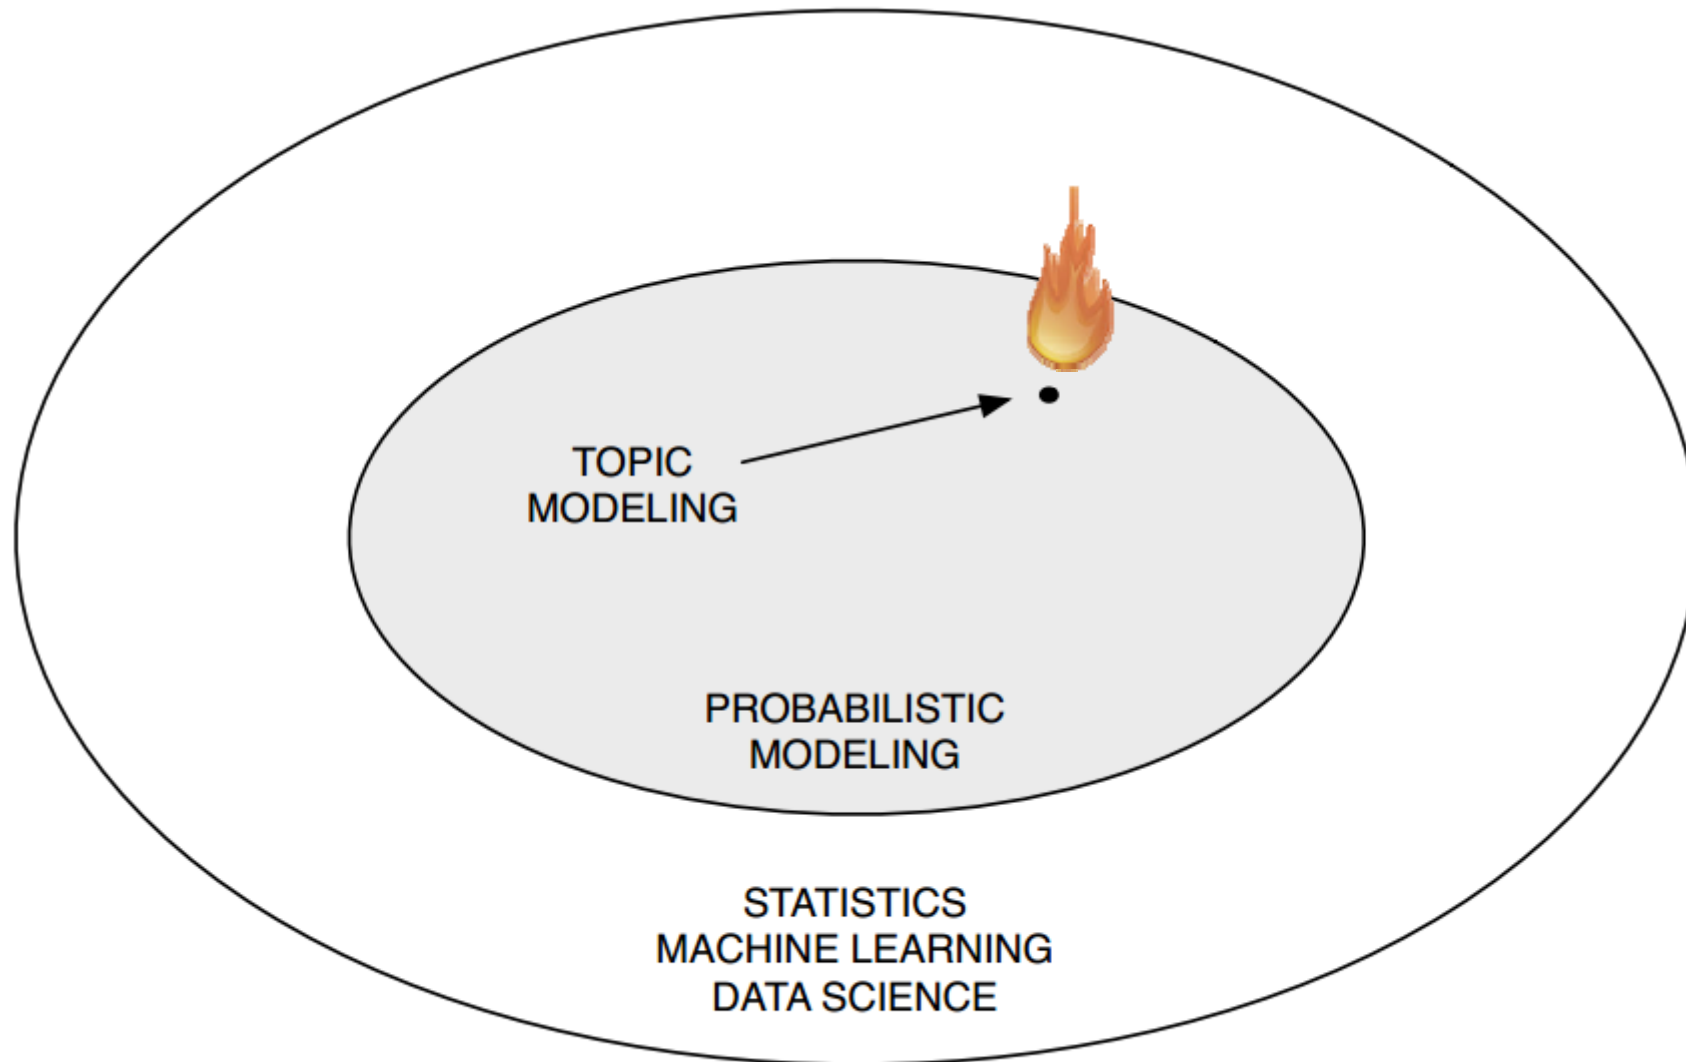 TOPIC
MODELING
PROBABILISTIC
MODELING
STATISTICS
MACHINE LEARNING
DATA SCIENCE